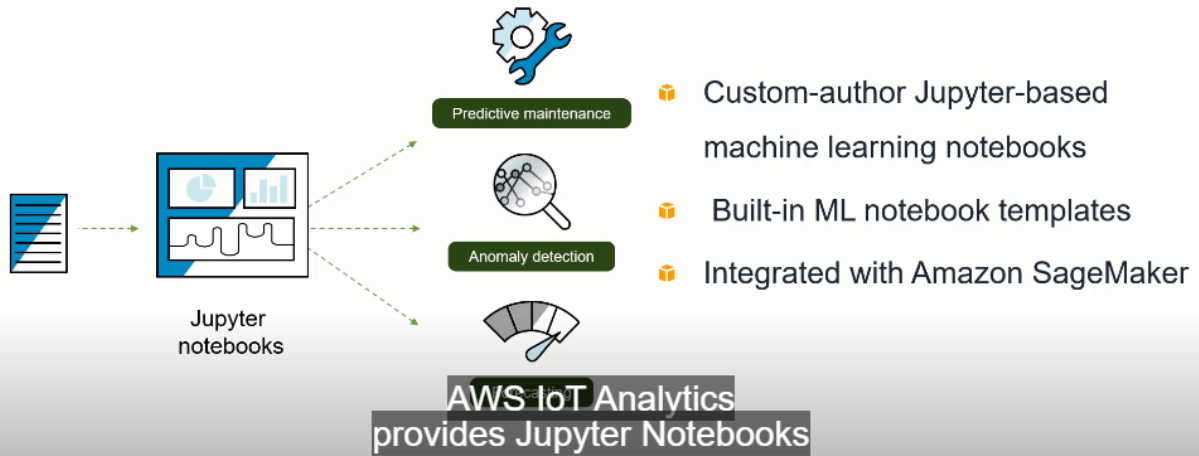 Predictive maintenance
Anomaly detection
Jupyter
notebooks
Custom-author Jupyter-based
machine learning notebooks
Built-in ML notebook templates
Integrated with Amazon SageMaker
AWS IoT Analytics
provides Jupyter Notebooks